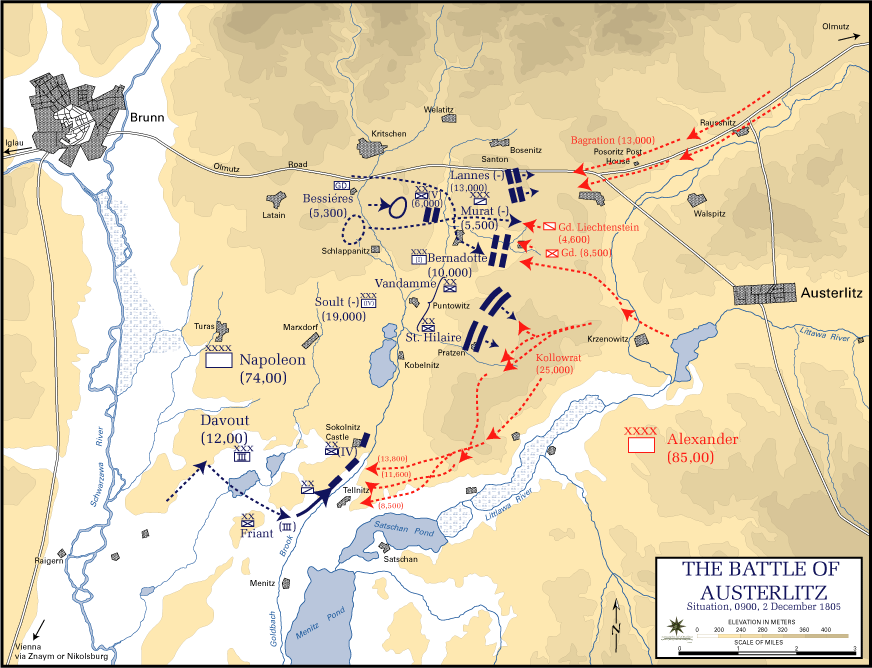 Olmutz
Brunn
Iglau
Welatitz
Kritschen
Raussnitz
Bosenitz
Bagration (13,000)
Posoritz Post
House
Santon
Olmutz
Road
Lannes (-)
(13,000)
XXX
GD
XX
(V)
(6,000)
XXX
Bessiéres
(5,300)
Murat (-)
(5,500)
Latain
Walspitz
Gd. Liechtenstein
(4,600)
Gd. (8,500)
Schlappanitz
XXX
(I)
Bernadotte
(10,000)
Vandamme
XX
Austerlitz
Soult (-)
(19,000)
XXX
(IV)
Puntowitz
Turas
Marxdorf
XX
St. Hilaire
Pratzen
Krzenowitz
Littawa River
XXXX
Napoleon
(74,00)
Kobelnitz
Kollowrat
(25,000)
Davout
(12,00)
XXX
III
Sokolnitz
Castle
XX
(IV)
XXXX
Alexander
(85,00)
(13,800)
(11,600)
(8,500)
XX
Tellnitz
Schwarzawa River
XX
Friant
(III)
Littlawa River
Satschan Pond
Satschan
Raigern
Brook
Goldbach
Menitz
Menitz Pond
N
Vienna
via Znaym or Nikolsburg
THE BATTLE OF
AUSTERLITZ
Situation, 0900, 2 December 1805
ELEVATION IN METERS
0 200 240 280 320 360 400
SCALE OF MILES
0 1 2 3